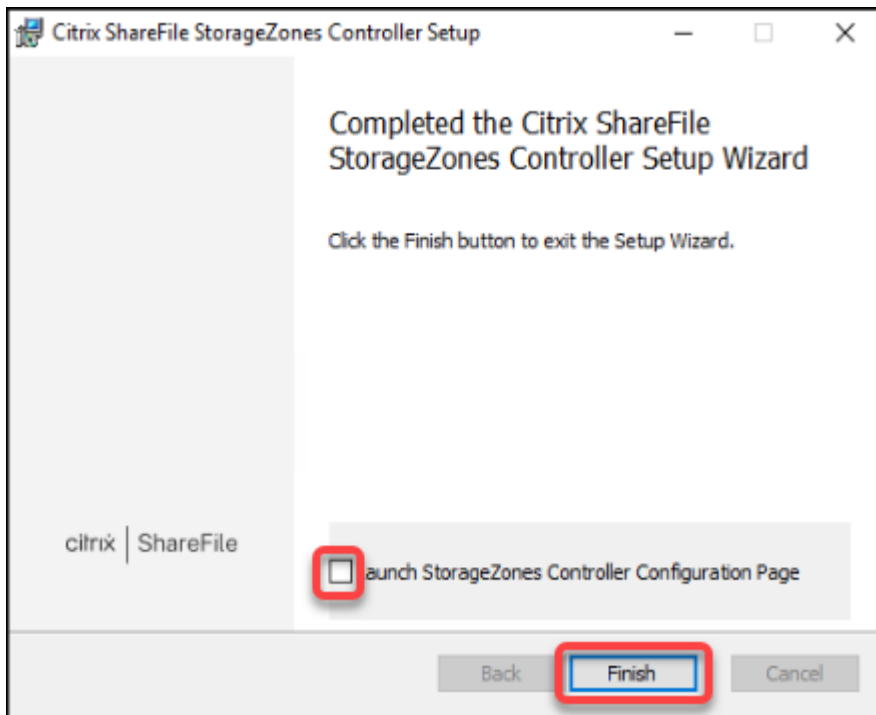 Citrix ShareFile StorageZones Controller Setup
Completed the Citrix ShareFile
StorageZones Controller Setup Wizard
Click the Finish button to exit the Setup Wizard.
citrix | ShareFile
aunch StorageZones Controller Configuration Page
Back Finish Cancel